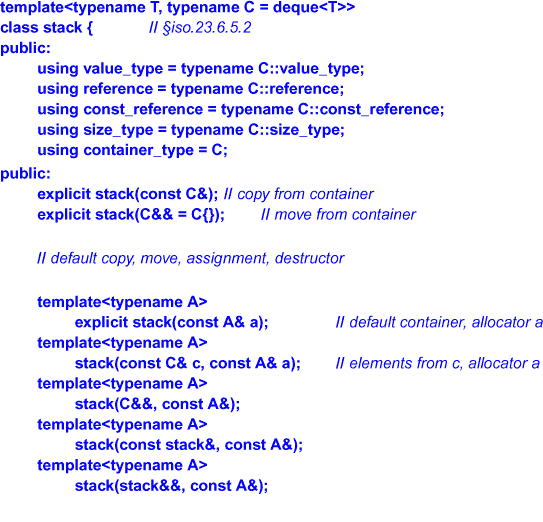 template<typename T, typename C = deque<T>>
class stack { // §iso.23.6.5.2
public:
using value_type = typename C::value_type;
using reference = typename C::reference;
using const_reference = typename C::const_reference;
using size_type = typename C::size_type;
using container_type = C;
public:
explicit stack(const C&); // copy from container
explicit stack(C&& = C{}); // move from container
// default copy, move, assignment, destructor
template<typename A>
explicit stack(const A& a); // default container, allocator a
template<typename A>
stack(const C& c, const A& a); // elements from c, allocator a
template<typename A>
stack(C&&, const A&);
template<typename A>
stack(const stack&, const A&);
template<typename A>
stack(stack&&, const A&);